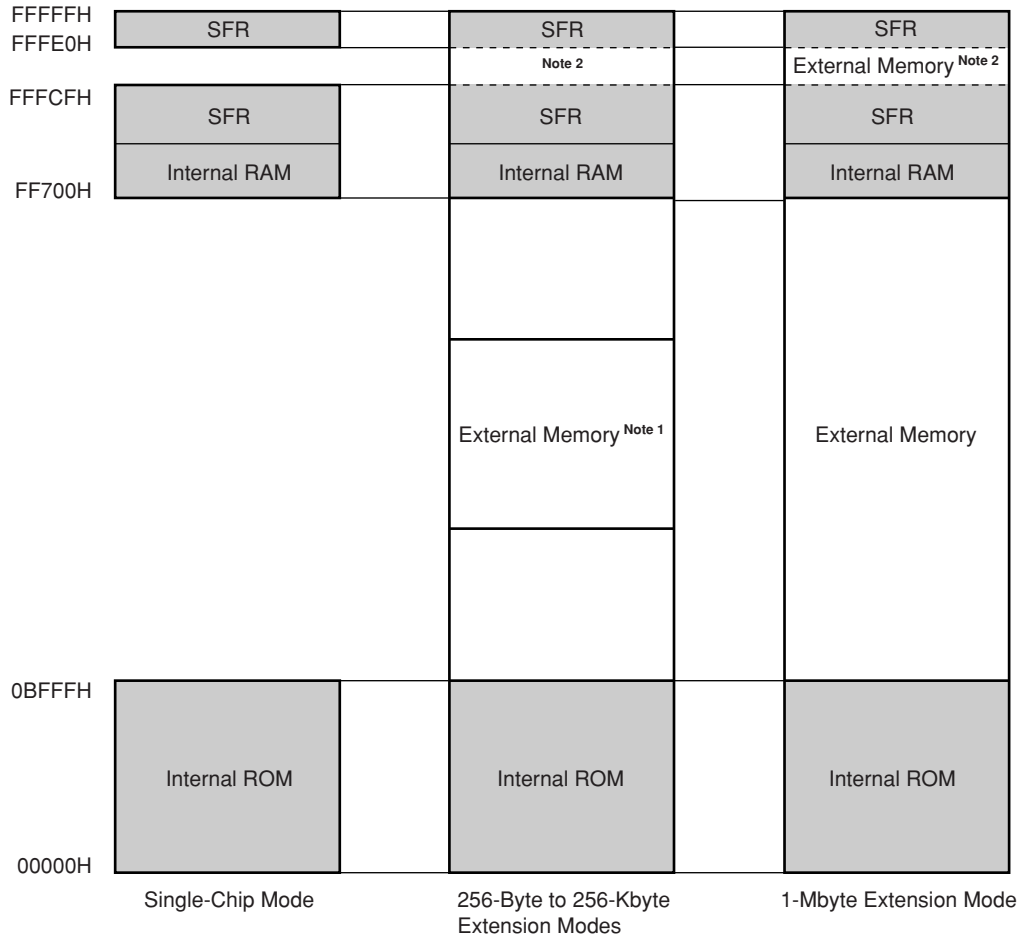 FFFFFH
SFR
SFR
SFR
FFFE0H
Note 2
External Memory Note 2
FFFCFH
SFR
SFR
SFR
Internal RAM
Internal RAM
Internal RAM
FF700H
External Memory Note 1
External Memory
0BFFFH
Internal ROM
Internal ROM
Internal ROM
00000H
Single-Chip Mode
256-Byte to 256-Kbyte
Extension Modes
1-Mbyte Extension Mode